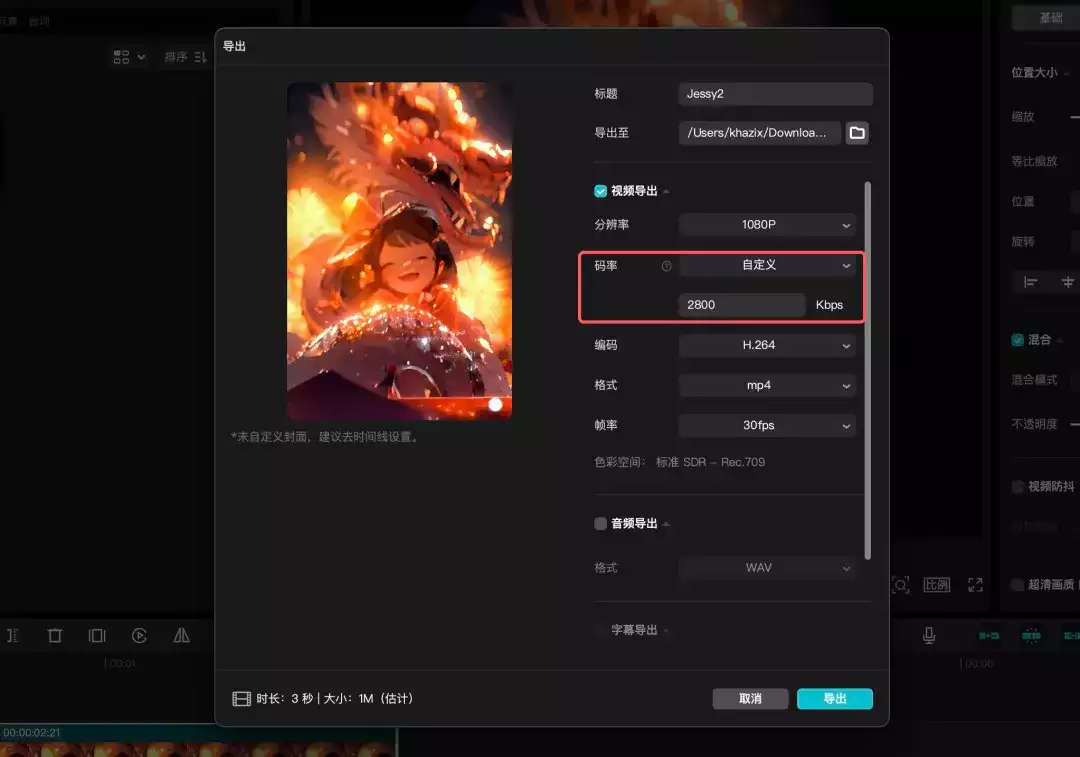 台词
基础
导出
排序
标题 Jessy2
导出至 /Users/khazix/Downloa...
位置大小
缩放
视频导出
等比缩放
分辨率 1080P
位置
旋转
码率 自定义
2800 Kbps
编码 H.264
混合
格式 mp4
混合模式
帧率 30fps
不透明度
*未自定义封面，建议去时间线设置。
色彩空间： 标准 SDR – Rec.709
视频防抖
音频导出
格式 WAV
比例
超清画质
字幕导出
00:01
00:06
时长：3 秒 | 大小：1M（估计）
取消
导出
00:00:02:21